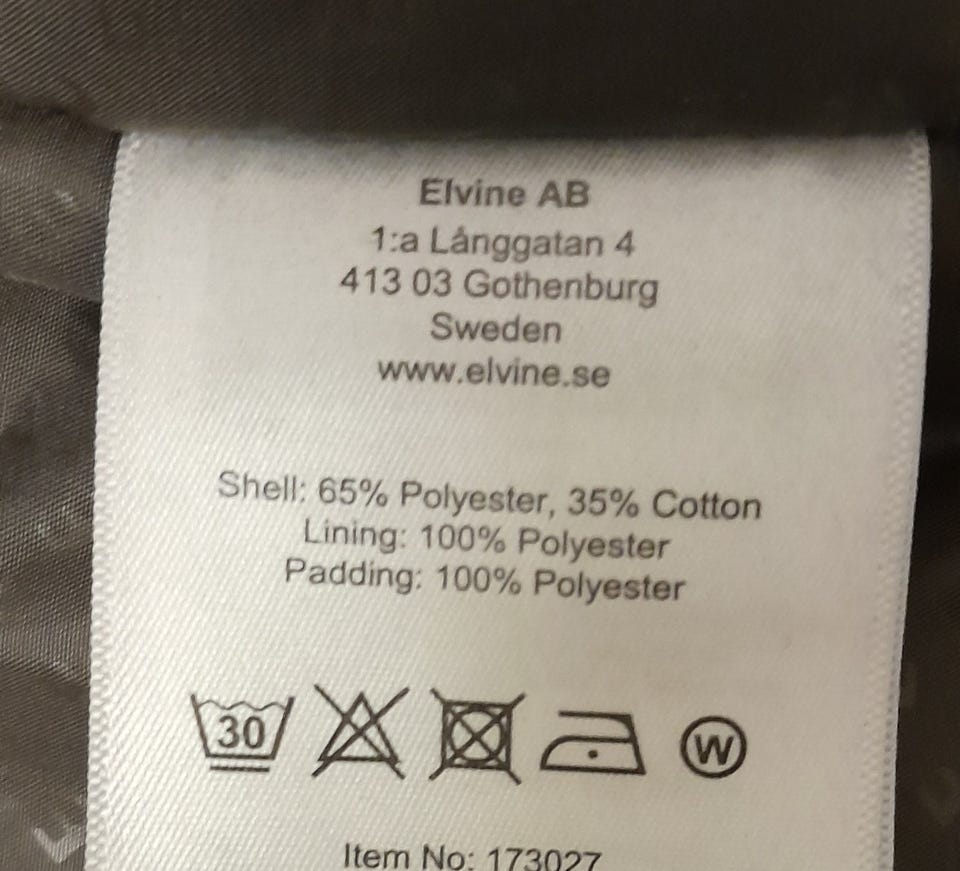 Elvine AB
1:a Långgatan 4
413 03 Gothenburg
Sweden
www.elvine.se
Shell: 65% Polyester, 35% Cotton
Lining: 100% Polyester
Padding: 100% Polyester
30 W
Item No: 173027